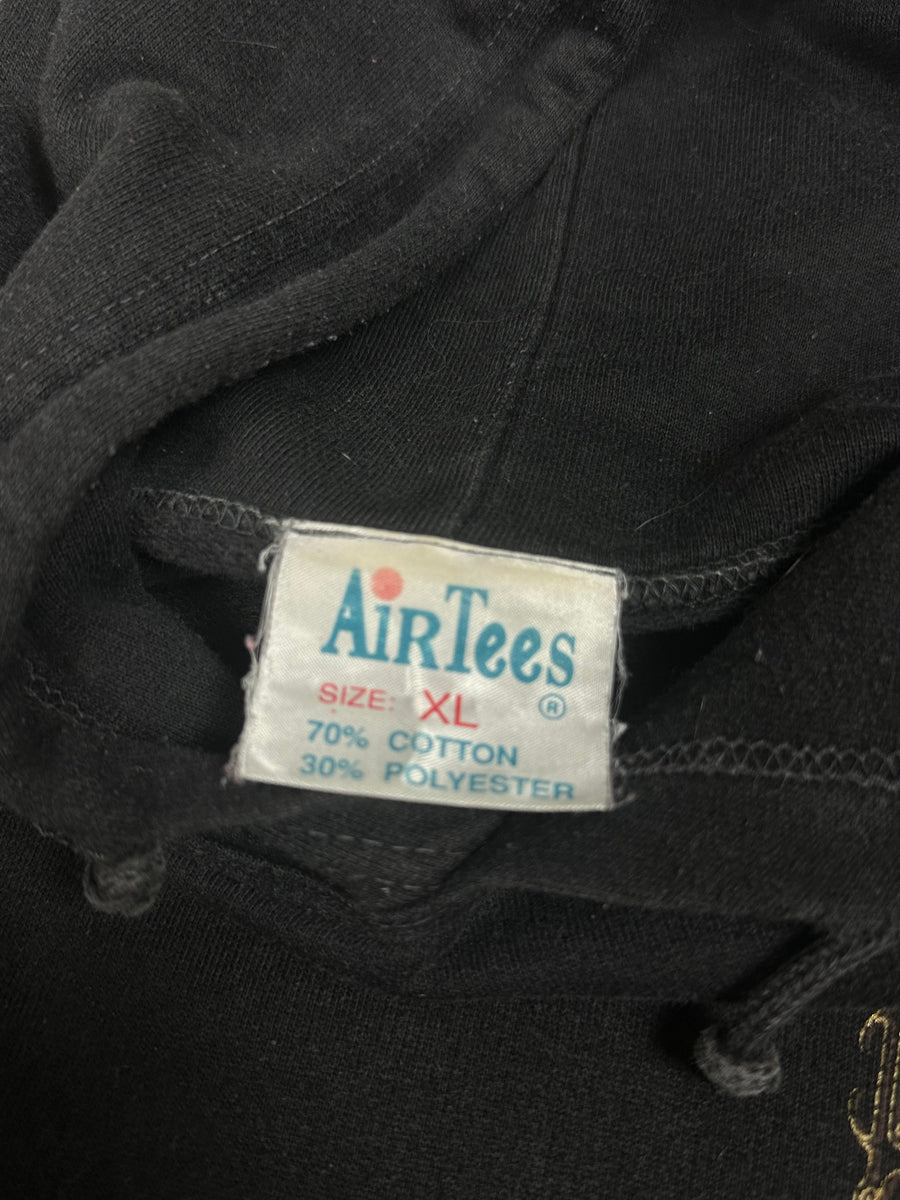 AiRTees
SIZE: XL ®
70% COTTON
30% POLYESTER